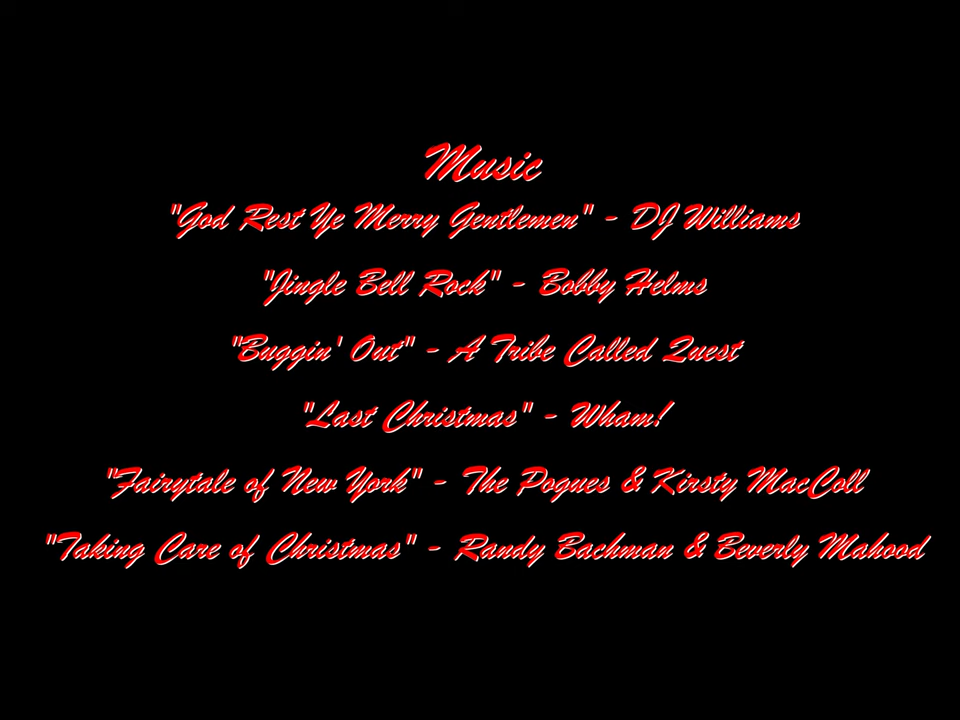 Music
"God Rest Ye Merry Gentlemen" - DJ Williams
"Jingle Bell Rock" - Bobby Helms
"Buggin' Out" - A Tribe Called Quest
"Last Christmas" - Wham!
"Fairytale of New York" - The Pogues & Kirsty MacColl
"Taking Care of Christmas" - Randy Bachman & Beverly Mahood